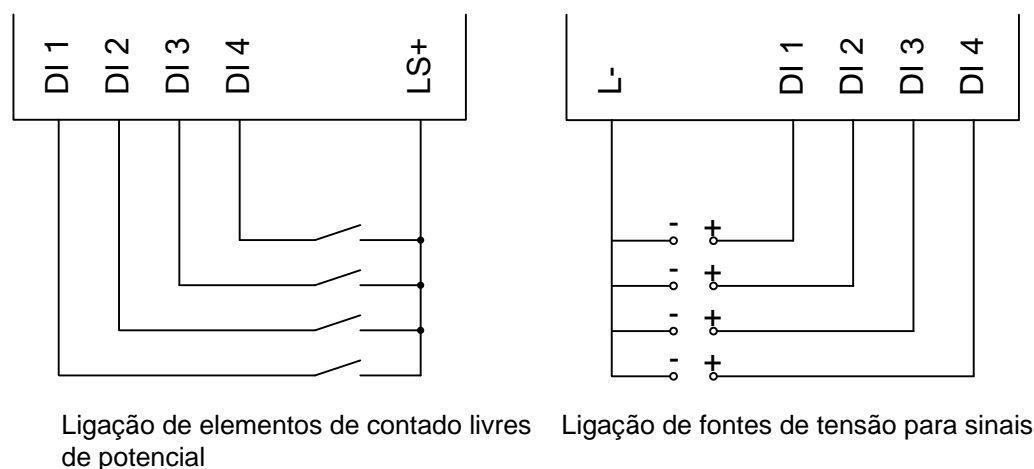 DI 1
DI 2
DI 3
DI 4
LS+
L-
DI 1
DI 2
DI 3
DI 4
- +
- +
- +
- +
Ligação de elementos de contado livres
de potencial
Ligação de fontes de tensão para sinais